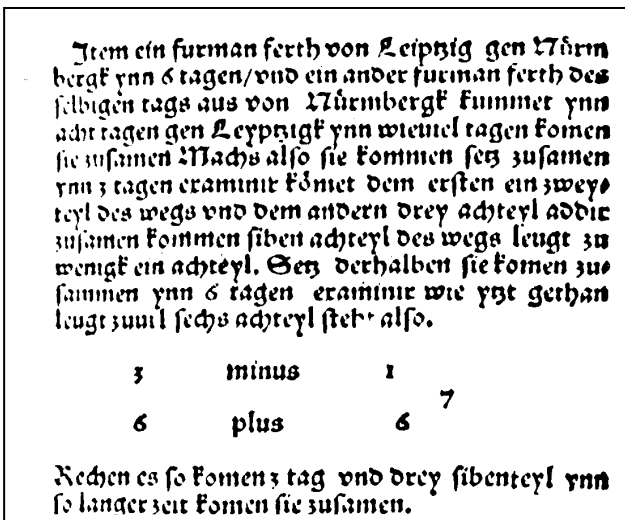 Item ein furman ferth von Leiptzig gen Nürm
bergk ynn 6 tagen/vnd ein ander furman ferth des
selbigen tags aus von Nürmbergk kummet ynn
acht tagen gen Leyptzigk ynn wieuiel tagen komen
sie zusamen Machs also sie kommen setz zusamen
ynn 3 tagen examinir kömet dem ersten ein zwey⸗
teyl des wegs vnd dem andern drey achteyl addir
zusamen kommen siben achteyl des wegs leugt zu
wenigk ein achteyl. Setz derhalben sie komen zu⸗
sammen ynn 6 tagen examinir wie ytzt gethan
leugt zuuil sechs achteyl steht also.
3 minus 1
7
6 plus 6
Rechen es so komen 3 tag vnd drey sibenteyl ynn
so langer zeit komen sie zusamen.